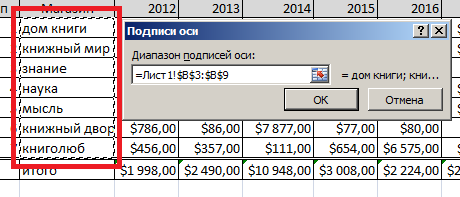 п Магазин 2012 2013 2014 2015 2016
дом книги
книжный мир
знание
наука
мысль
книжный двор $786,00 $86,00 $7 877,00 $77,00 $80,00
книголюб $456,00 $357,00 $111,00 $654,00 $6 575,00
итого $1 998,00 $2 490,00 $10 948,00 $3 008,00 $2 224,00 $2
Подписи оси
Диапазон подписей оси:
=Лист1!$B$3:$B$9 = дом книги; кни...
ОК Отмена